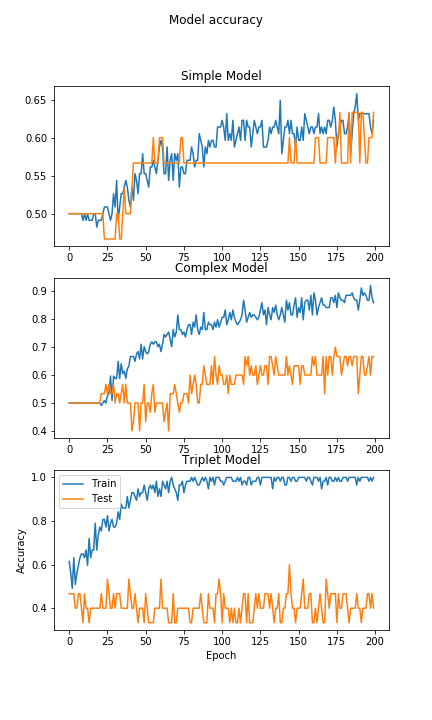 Model accuracy
Simple Model
0.65
0.60
0.55
0.50
0 25 50 75 100 125 150 175 200
Complex Model
0.9
0.8
0.7
0.6
0.5
0.4
0 25 50 75 100 125 150 175 200
Triplet Model
1.0
0.8
0.6
0.4
Train
Test
Accuracy
0 25 50 75 100 125 150 175 200
Epoch